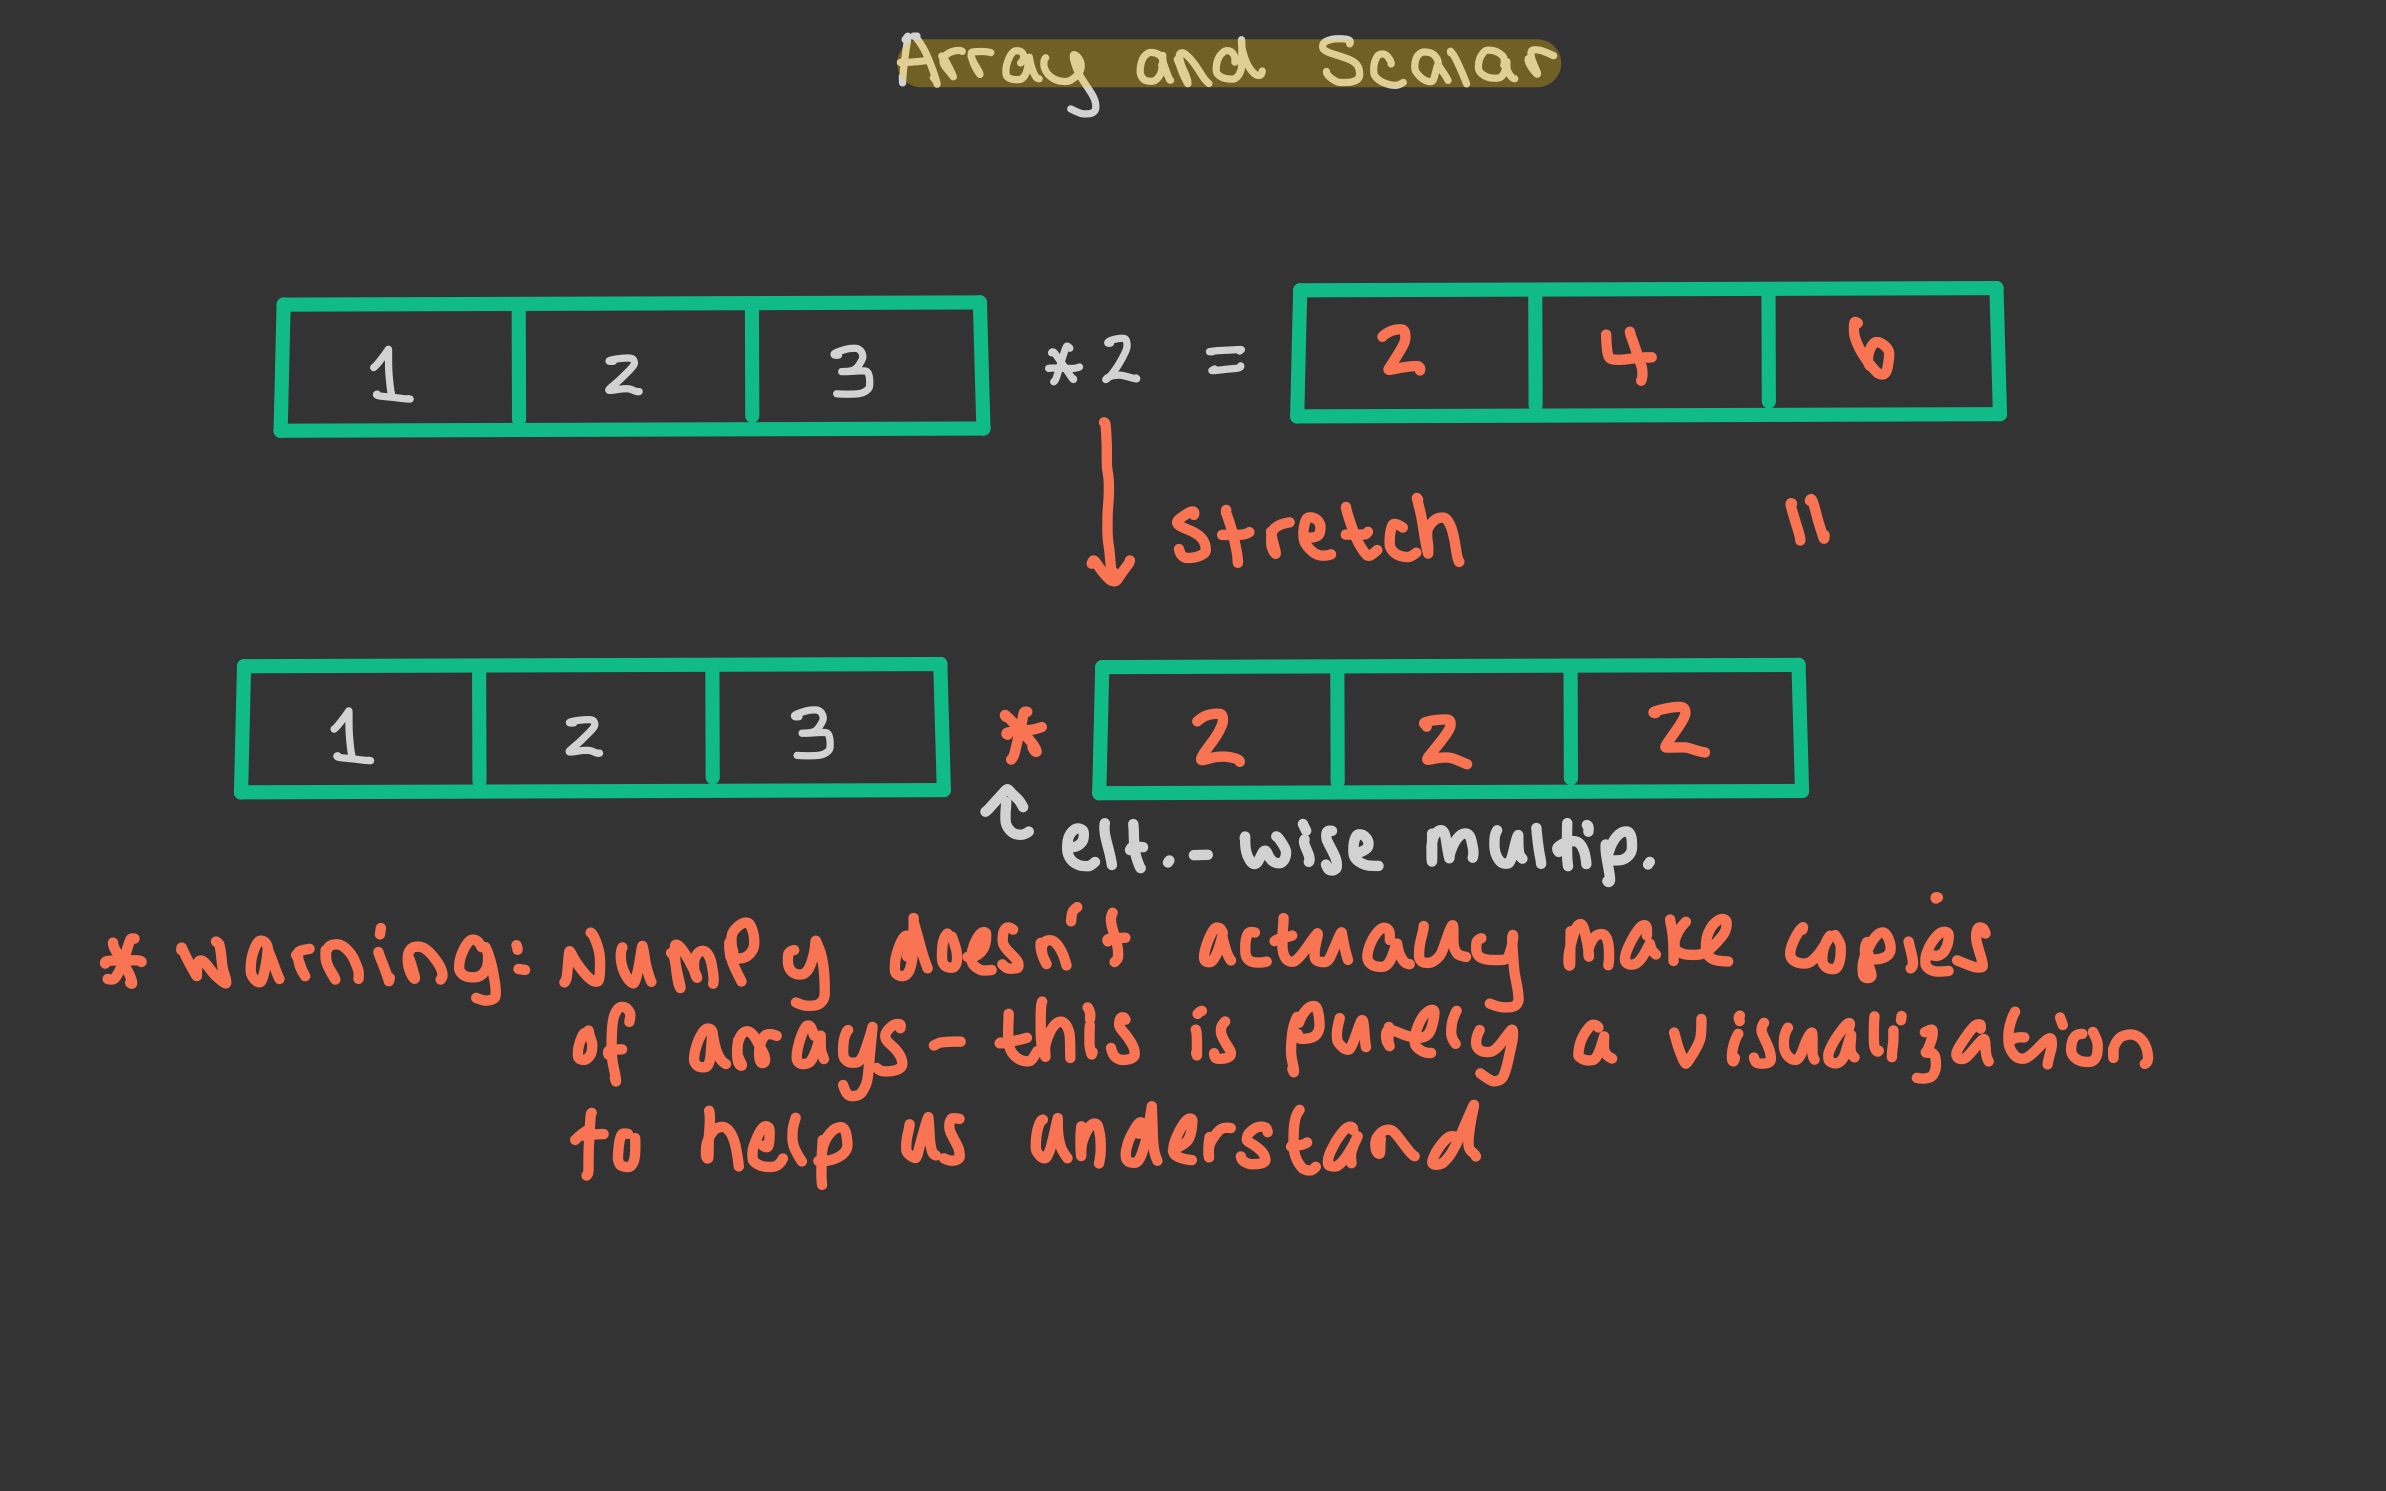 Array and Scalar
1 2 3 *2 = 2 4 6
stretch =
1 2 3 * 2 2 2
elt.-wise multip.
* warning: NumPy doesn't actually make copies
of arrays - this is purely a visualization
to help us understand